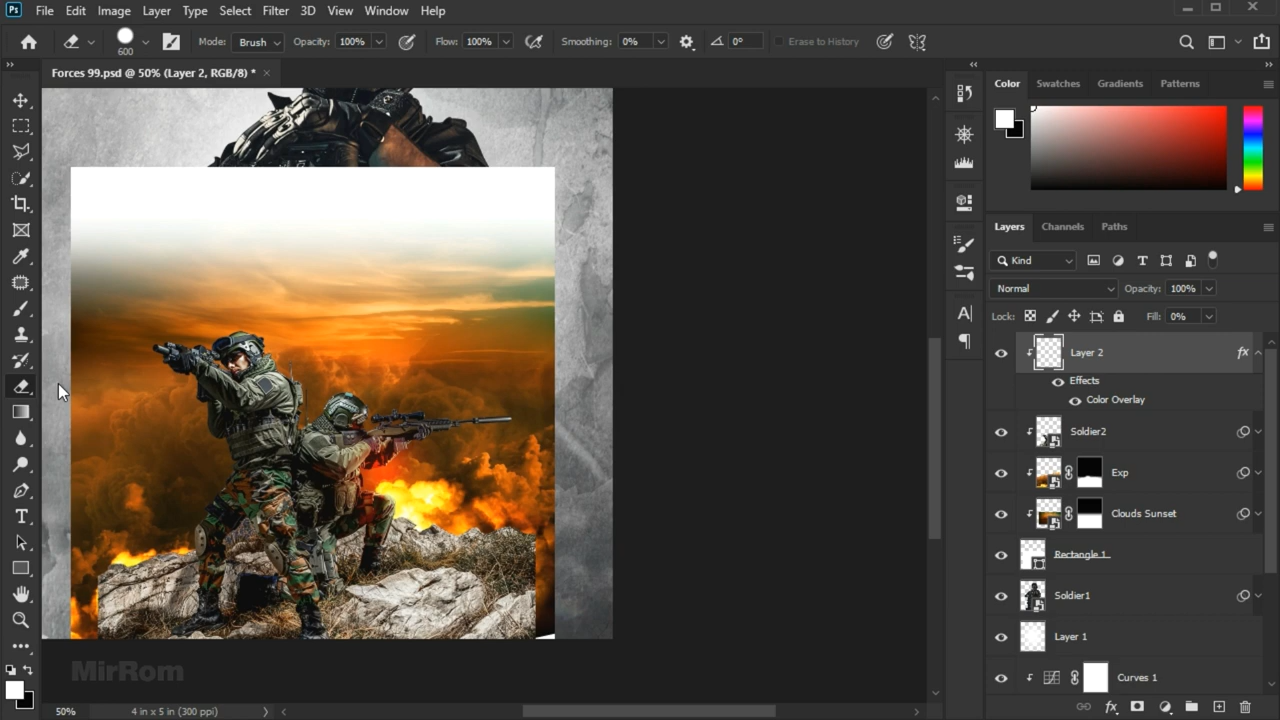 Ps File Edit Image Layer Type Select Filter 3D View Window Help
600 Mode: Brush Opacity: 100% Flow: 100% Smoothing: 0% 0° Erase to History
Forces 99.psd @ 50% (Layer 2, RGB/8) * ×
Color Swatches Gradients Patterns
Layers Channels Paths
Kind
Normal Opacity: 100%
Lock: Fill: 0%
Layer 2 fx
Effects
Color Overlay
Soldier2
Exp
Clouds Sunset
Rectangle 1
Soldier1
Layer 1
Curves 1
MirRom
50% 4 in x 5 in (300 ppi)
fx